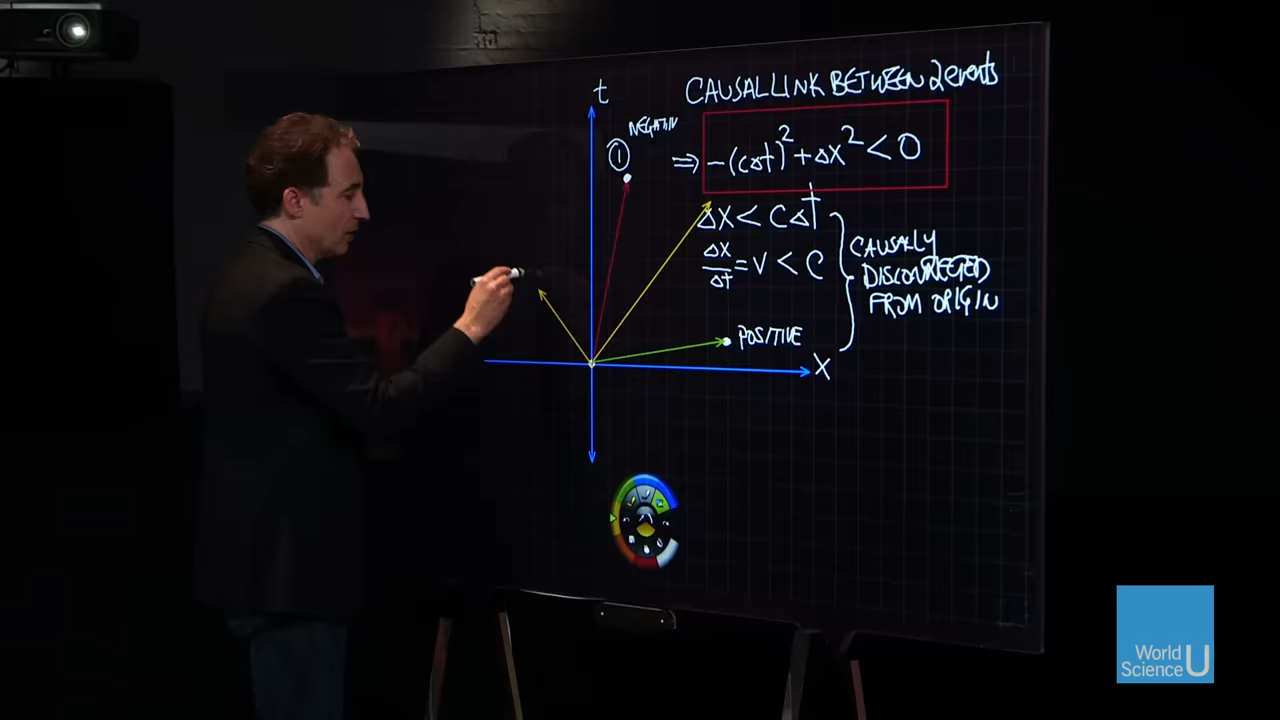 t
CAUSAL LINK BETWEEN 2 events
NEGATIV
① ⇒ -(cΔt)² + Δx² < 0
Δx < cΔt
Δx/Δt = v < c
CAUSALLY
DISCONNECTED
FROM ORIGIN
POSITIVE
X
World
Science U